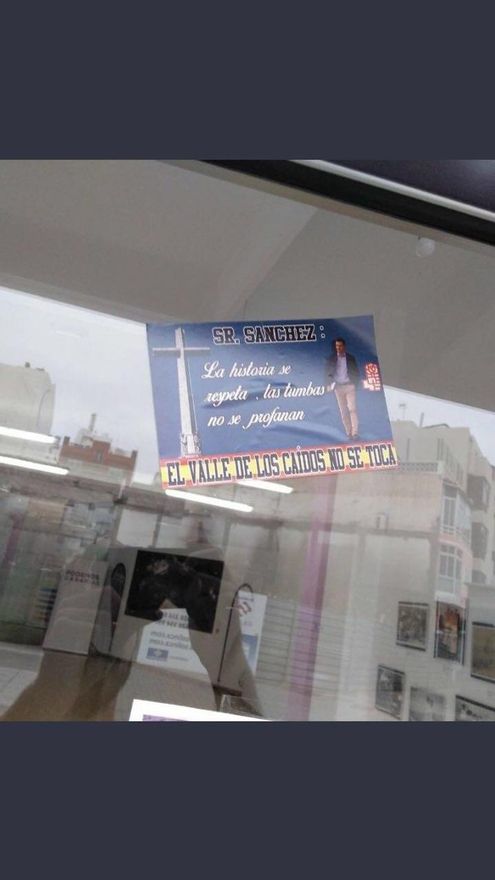 SR. SANCHEZ :
La historia se
respeta , las tumbas
no se profanan
EL VALLE DE LOS CAÍDOS NO SE TOCA